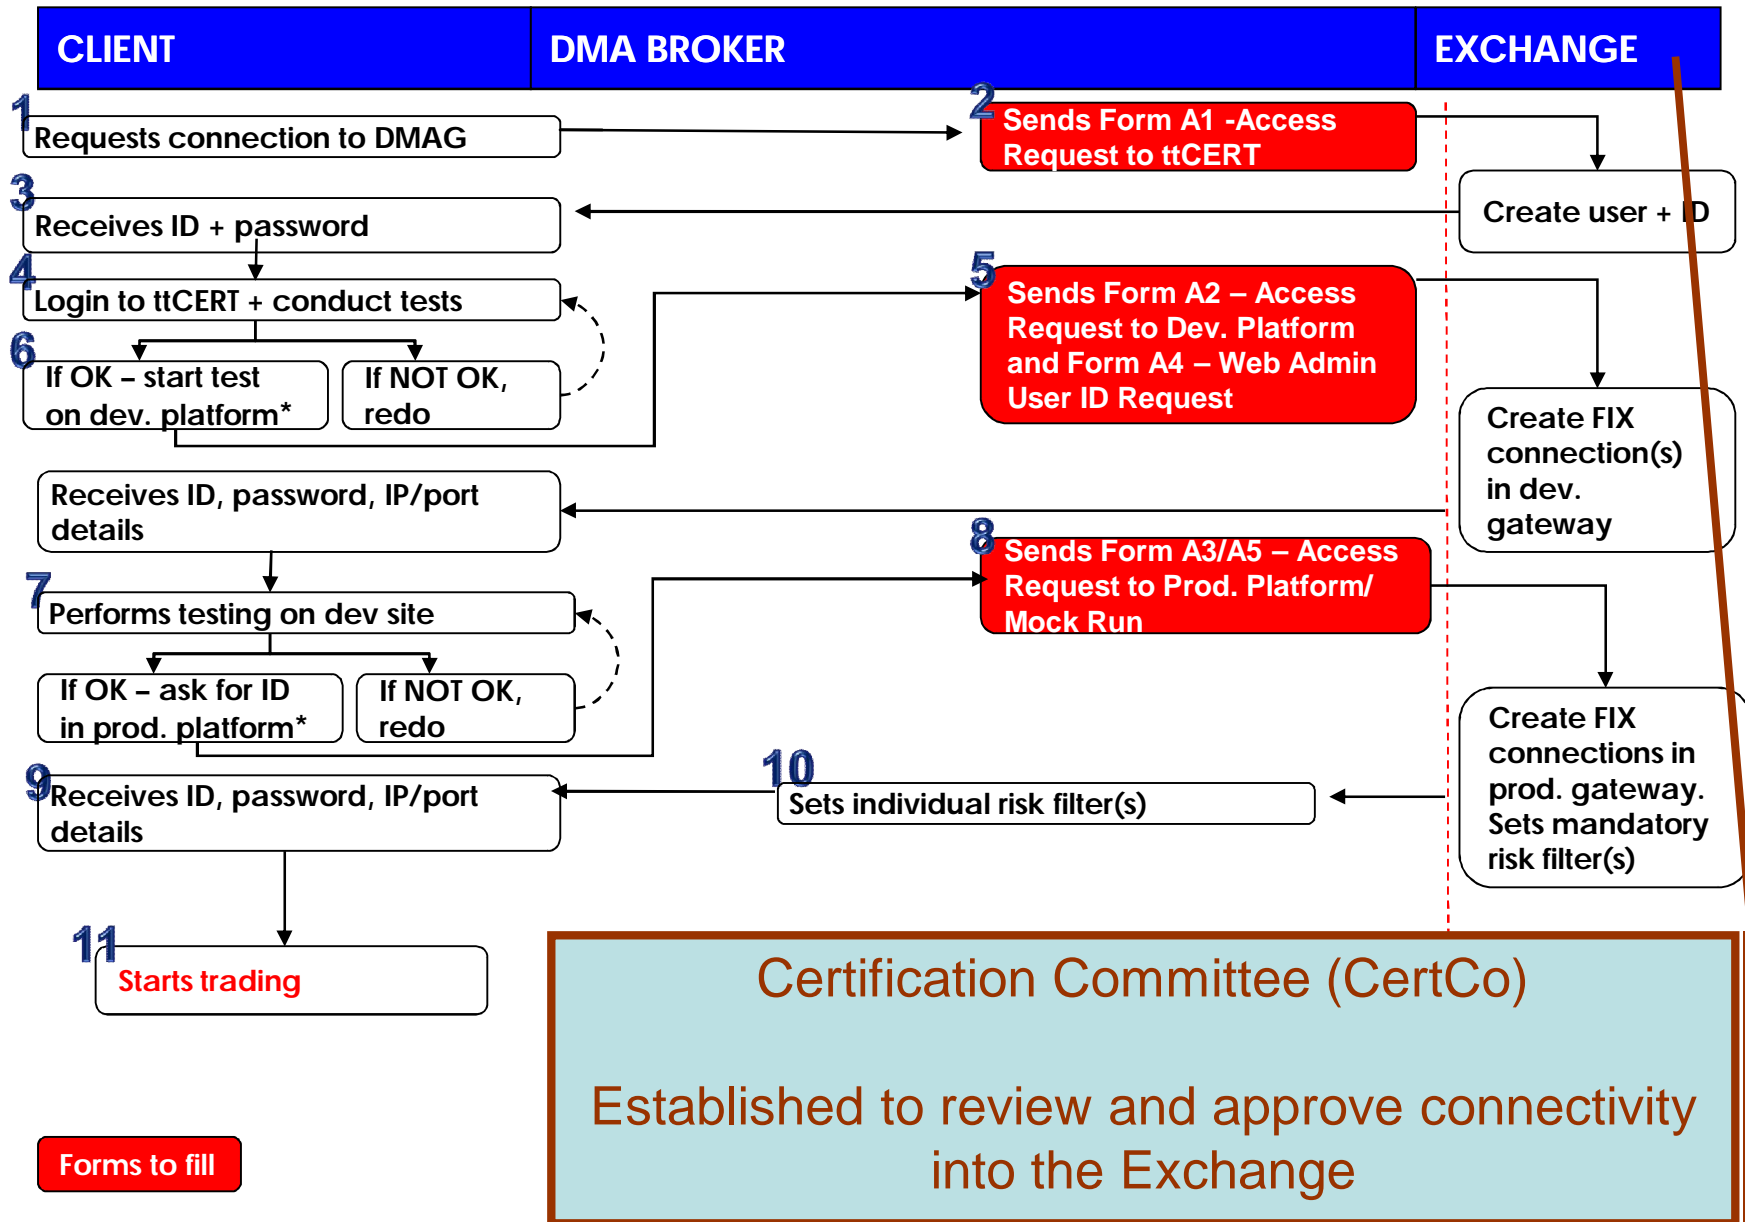 CLIENT
DMA BROKER
EXCHANGE
1
Requests connection to DMAG
2
Sends Form A1 -Access
Request to ttCERT
Create user + ID
3
Receives ID + password
4
Login to ttCERT + conduct tests
5
Sends Form A2 – Access
Request to Dev. Platform
and Form A4 – Web Admin
User ID Request
6
If OK – start test
on dev. platform*
If NOT OK,
redo
Create FIX
connection(s)
in dev.
gateway
Receives ID, password, IP/port
details
7
Performs testing on dev site
8
Sends Form A3/A5 – Access
Request to Prod. Platform/
Mock Run
If OK – ask for ID
in prod. platform*
If NOT OK,
redo
Create FIX
connections in
prod. gateway.
Sets mandatory
risk filter(s)
9
Receives ID, password, IP/port
details
10
Sets individual risk filter(s)
11
Starts trading
Certification Committee (CertCo)
Established to review and approve connectivity
into the Exchange
Forms to fill